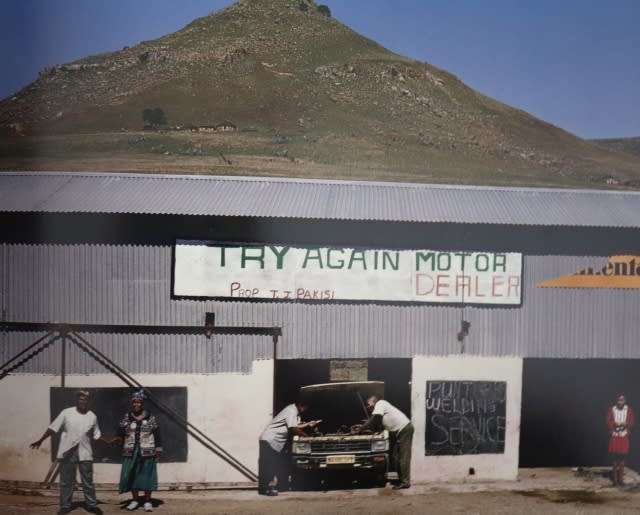 TRY AGAIN MOTOR
DEALER
PROP T.J PAKISI
WELDING
SERVICE